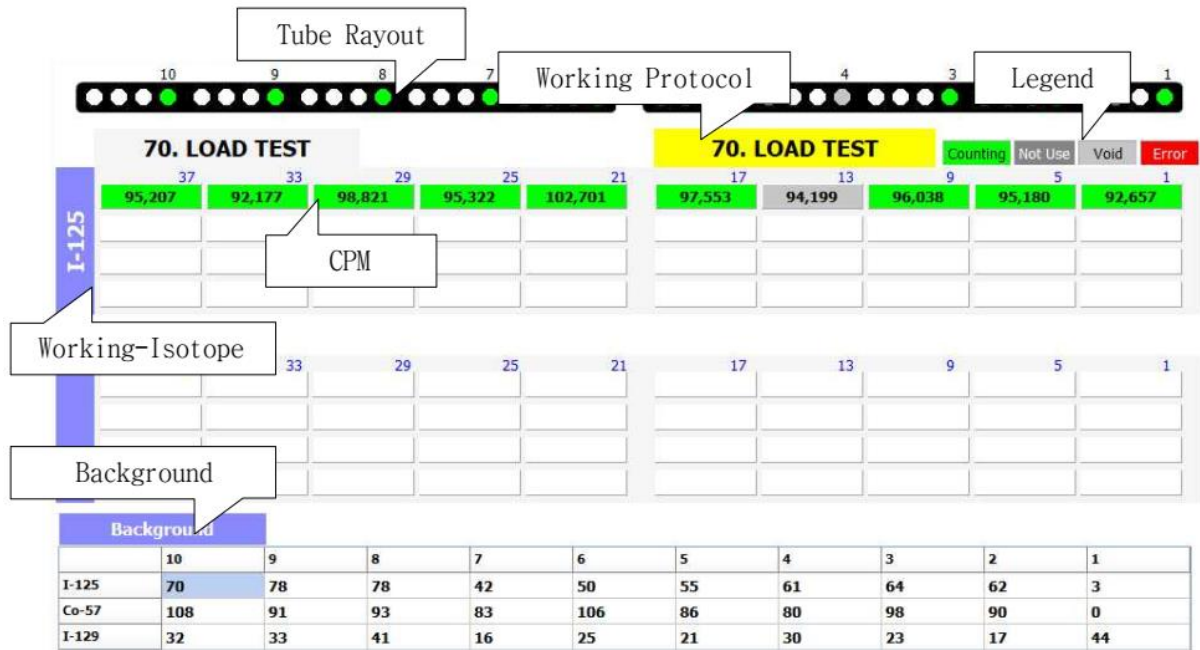 Tube Rayout
10 9 8 7 4 3 1
Working Protocol
Legend
70. LOAD TEST
70. LOAD TEST
Counting Not Use Void Error
37 33 29 25 21 17 13 9 5 1
95,207 92,177 98,821 95,322 102,701 97,553 94,199 96,038 95,180 92,657
I-125
CPM
Working-Isotope
33 29 25 21 17 13 9 5 1
Background
Background
10 9 8 7 6 5 4 3 2 1
I-125 70 78 78 42 50 55 61 64 62 3
Co-57 108 91 93 83 106 86 80 98 90 0
I-129 32 33 41 16 25 21 30 23 17 44